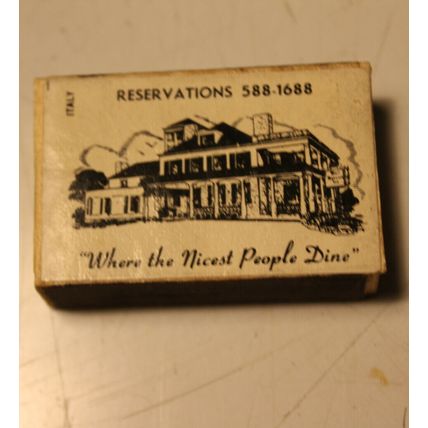 ITALY
RESERVATIONS 588-1688
"Where the Nicest People Dine"